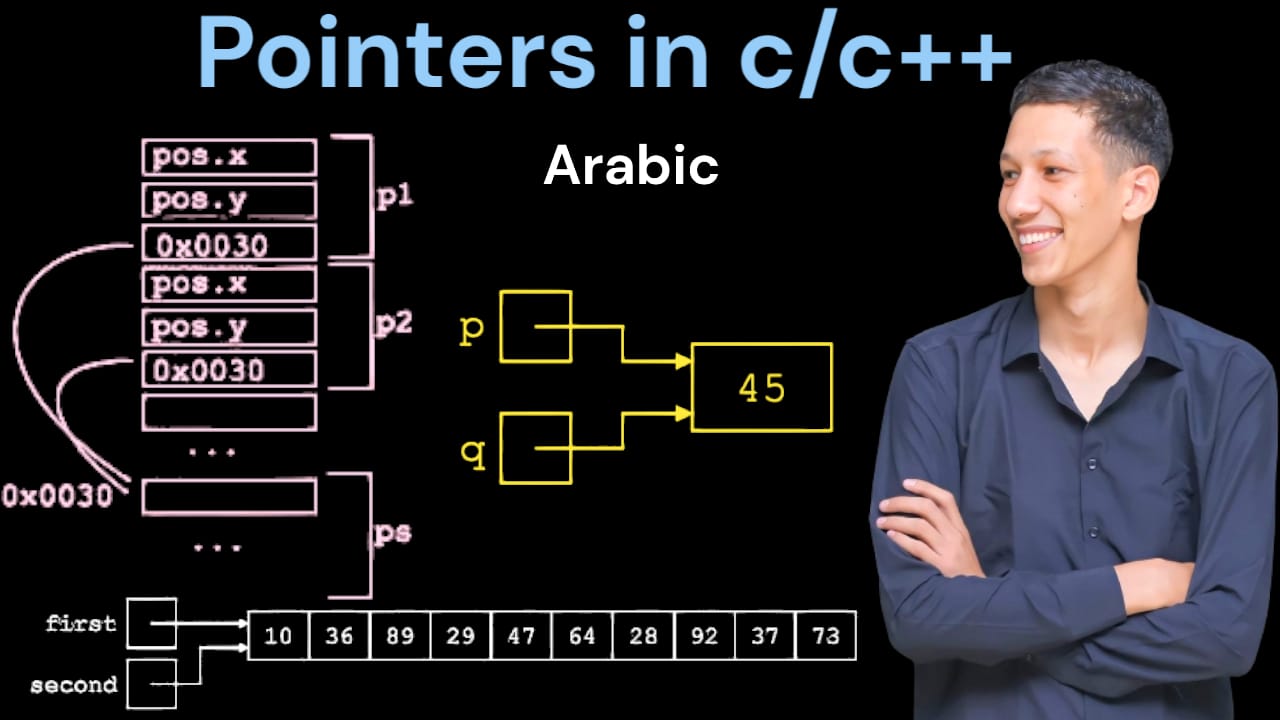 Pointers in c/c++
Arabic
pos.x
pos.y
p1
0x0030
pos.x
pos.y
p2
0x0030
...
0x0030
ps
...
p
45
q
first
second
10 36 89 29 47 64 28 92 37 73